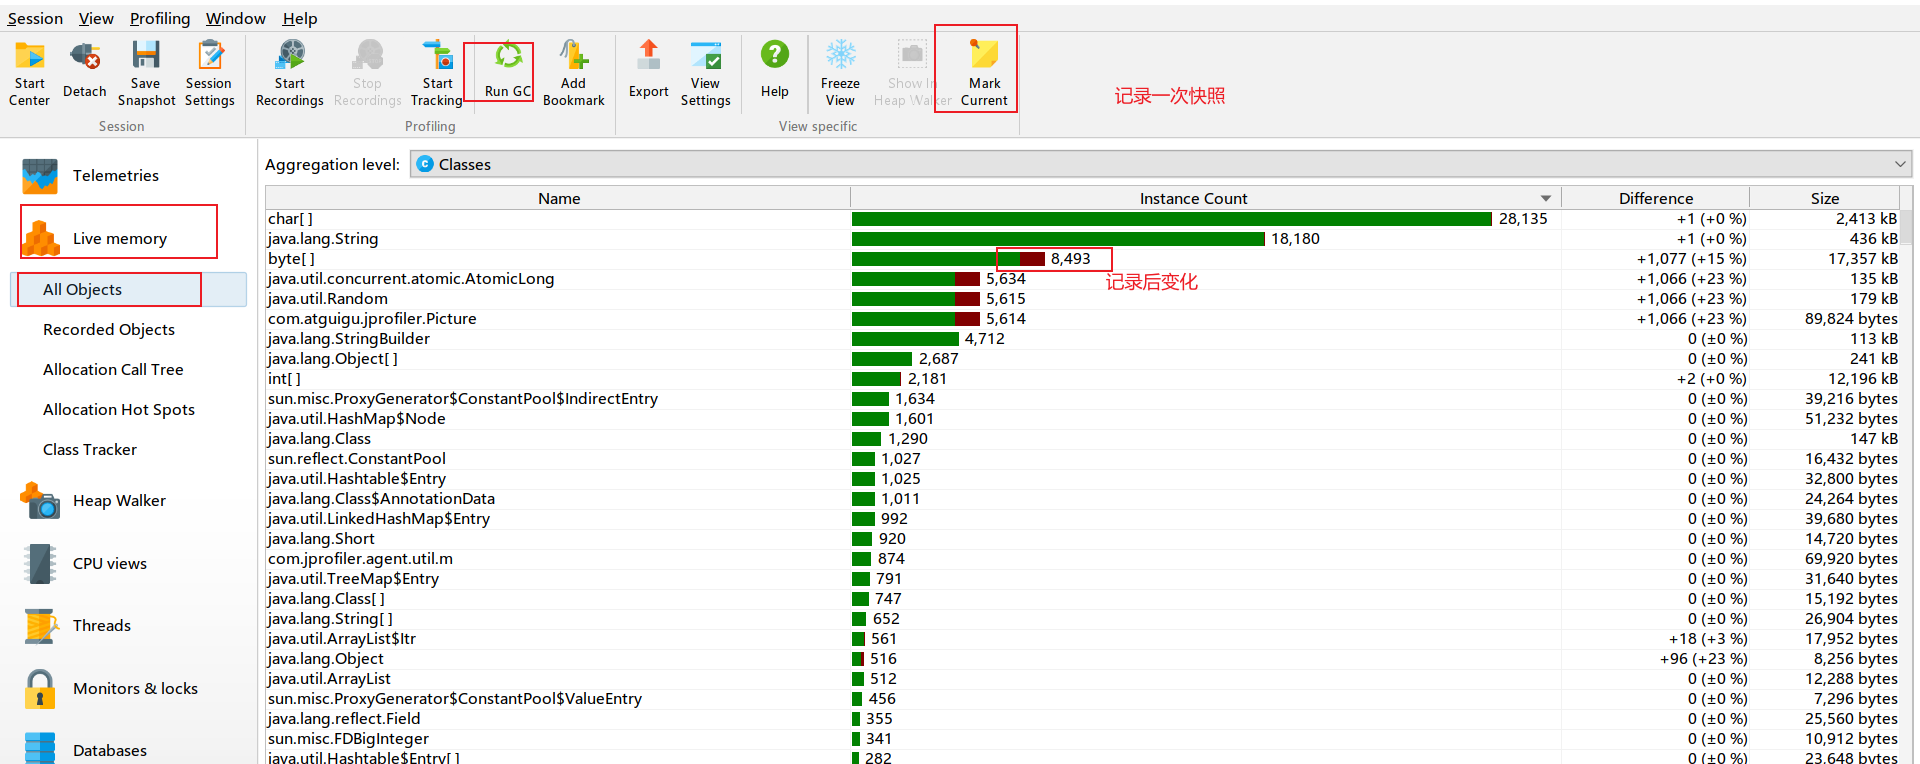 Session View Profiling Window Help
Start Center
Detach
Save Snapshot
Session Settings
Start Recordings
Stop Recordings
Start Tracking
Run GC
Add Bookmark
Export
View Settings
Help
Freeze View
Show In Heap Walker
Mark Current
记录一次快照
Session
Profiling
View specific
Telemetries
Live memory
All Objects
Recorded Objects
Allocation Call Tree
Allocation Hot Spots
Class Tracker
Heap Walker
CPU views
Threads
Monitors & locks
Databases
Aggregation level: c Classes
Name Instance Count Difference Size
char[] 28,135 +1 (+0 %) 2,413 kB
java.lang.String 18,180 +1 (+0 %) 436 kB
byte[] 8,493 +1,077 (+15 %) 17,357 kB
java.util.concurrent.atomic.AtomicLong 5,634 +1,066 (+23 %) 135 kB
记录后变化
java.util.Random 5,615 +1,066 (+23 %) 179 kB
com.atguigu.jprofiler.Picture 5,614 +1,066 (+23 %) 89,824 bytes
java.lang.StringBuilder 4,712 0 (±0 %) 113 kB
java.lang.Object[] 2,687 0 (±0 %) 241 kB
int[] 2,181 +2 (+0 %) 12,196 kB
sun.misc.ProxyGenerator$ConstantPool$IndirectEntry 1,634 0 (±0 %) 39,216 bytes
java.util.HashMap$Node 1,601 0 (±0 %) 51,232 bytes
java.lang.Class 1,290 0 (±0 %) 147 kB
sun.reflect.ConstantPool 1,027 0 (±0 %) 16,432 bytes
java.util.Hashtable$Entry 1,025 0 (±0 %) 32,800 bytes
java.lang.Class$AnnotationData 1,011 0 (±0 %) 24,264 bytes
java.util.LinkedHashMap$Entry 992 0 (±0 %) 39,680 bytes
java.lang.Short 920 0 (±0 %) 14,720 bytes
com.jprofiler.agent.util.m 874 0 (±0 %) 69,920 bytes
java.util.TreeMap$Entry 791 0 (±0 %) 31,640 bytes
java.lang.Class[] 747 0 (±0 %) 15,192 bytes
java.lang.String[] 652 0 (±0 %) 26,904 bytes
java.util.ArrayList$Itr 561 +18 (+3 %) 17,952 bytes
java.lang.Object 516 +96 (+23 %) 8,256 bytes
java.util.ArrayList 512 0 (±0 %) 12,288 bytes
sun.misc.ProxyGenerator$ConstantPool$ValueEntry 456 0 (±0 %) 7,296 bytes
java.lang.reflect.Field 355 0 (±0 %) 25,560 bytes
sun.misc.FDBigInteger 341 0 (±0 %) 10,912 bytes
java.util.Hashtable$Entry[] 282 0 (±0 %) 23,648 bytes